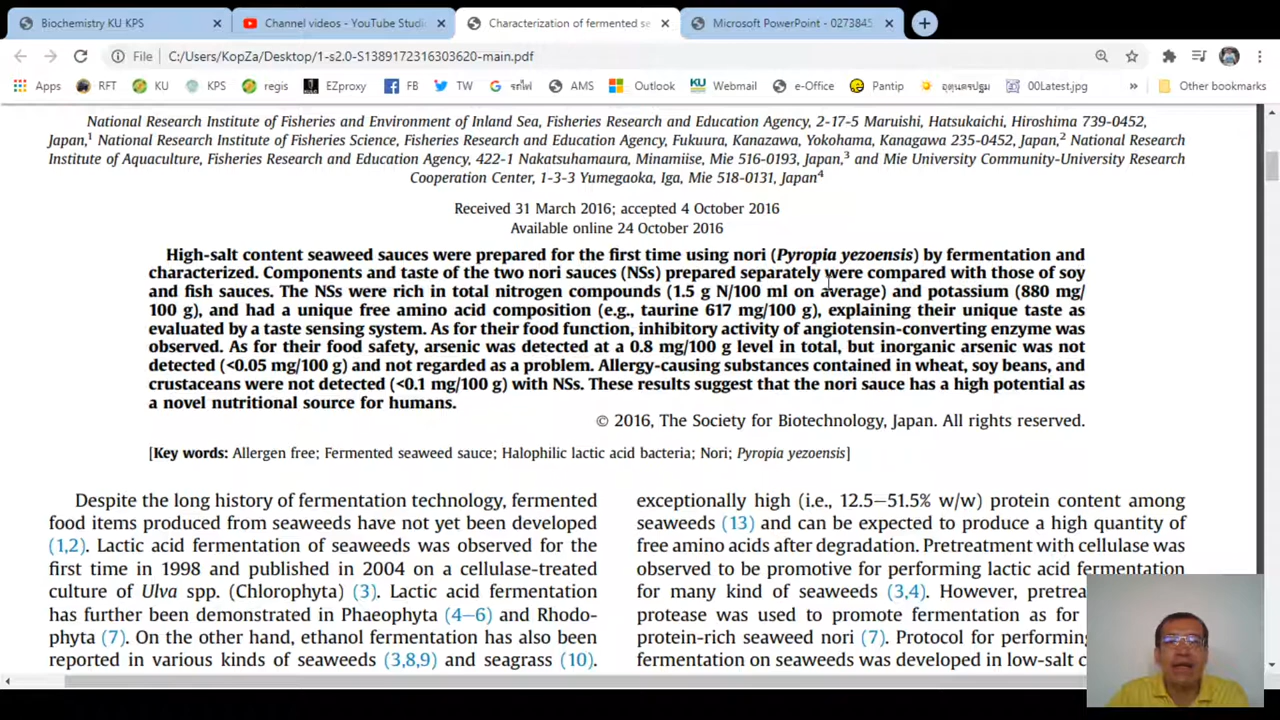 Biochemistry KU KPS
Channel videos - YouTube Studi
Characterization of fermented se
Microsoft PowerPoint - 0273845
File
C:/Users/KopZa/Desktop/1-s2.0-S1389172316303620-main.pdf
Apps RFT KU KPS regis EZproxy FB TW รถไฟ AMS Outlook Webmail e-Office Pantip อุตุนครปฐม 00Latest.jpg » Other bookmarks
National Research Institute of Fisheries and Environment of Inland Sea, Fisheries Research and Education Agency, 2-17-5 Maruishi, Hatsukaichi, Hiroshima 739-0452,
Japan,1 National Research Institute of Fisheries Science, Fisheries Research and Education Agency, Fukuura, Kanazawa, Yokohama, Kanagawa 235-0452, Japan,2 National Research
Institute of Aquaculture, Fisheries Research and Education Agency, 422-1 Nakatsuhamaura, Minamiise, Mie 516-0193, Japan,3 and Mie University Community-University Research
Cooperation Center, 1-3-3 Yumegaoka, Iga, Mie 518-0131, Japan4
Received 31 March 2016; accepted 4 October 2016
Available online 24 October 2016
High-salt content seaweed sauces were prepared for the first time using nori (Pyropia yezoensis) by fermentation and
characterized. Components and taste of the two nori sauces (NSs) prepared separately were compared with those of soy
and fish sauces. The NSs were rich in total nitrogen compounds (1.5 g N/100 ml on average) and potassium (880 mg/
100 g), and had a unique free amino acid composition (e.g., taurine 617 mg/100 g), explaining their unique taste as
evaluated by a taste sensing system. As for their food function, inhibitory activity of angiotensin-converting enzyme was
observed. As for their food safety, arsenic was detected at a 0.8 mg/100 g level in total, but inorganic arsenic was not
detected (<0.05 mg/100 g) and not regarded as a problem. Allergy-causing substances contained in wheat, soy beans, and
crustaceans were not detected (<0.1 mg/100 g) with NSs. These results suggest that the nori sauce has a high potential as
a novel nutritional source for humans.
© 2016, The Society for Biotechnology, Japan. All rights reserved.
[Key words: Allergen free; Fermented seaweed sauce; Halophilic lactic acid bacteria; Nori; Pyropia yezoensis]
Despite the long history of fermentation technology, fermented
food items produced from seaweeds have not yet been developed
(1,2). Lactic acid fermentation of seaweeds was observed for the
first time in 1998 and published in 2004 on a cellulase-treated
culture of Ulva spp. (Chlorophyta) (3). Lactic acid fermentation
has further been demonstrated in Phaeophyta (4–6) and Rhodo-
phyta (7). On the other hand, ethanol fermentation has also been
reported in various kinds of seaweeds (3,8,9) and seagrass (10).
exceptionally high (i.e., 12.5–51.5% w/w) protein content among
seaweeds (13) and can be expected to produce a high quantity of
free amino acids after degradation. Pretreatment with cellulase was
observed to be promotive for performing lactic acid fermentation
for many kind of seaweeds (3,4). However, pretrea
protease was used to promote fermentation as for
protein-rich seaweed nori (7). Protocol for performing
fermentation on seaweeds was developed in low-salt c